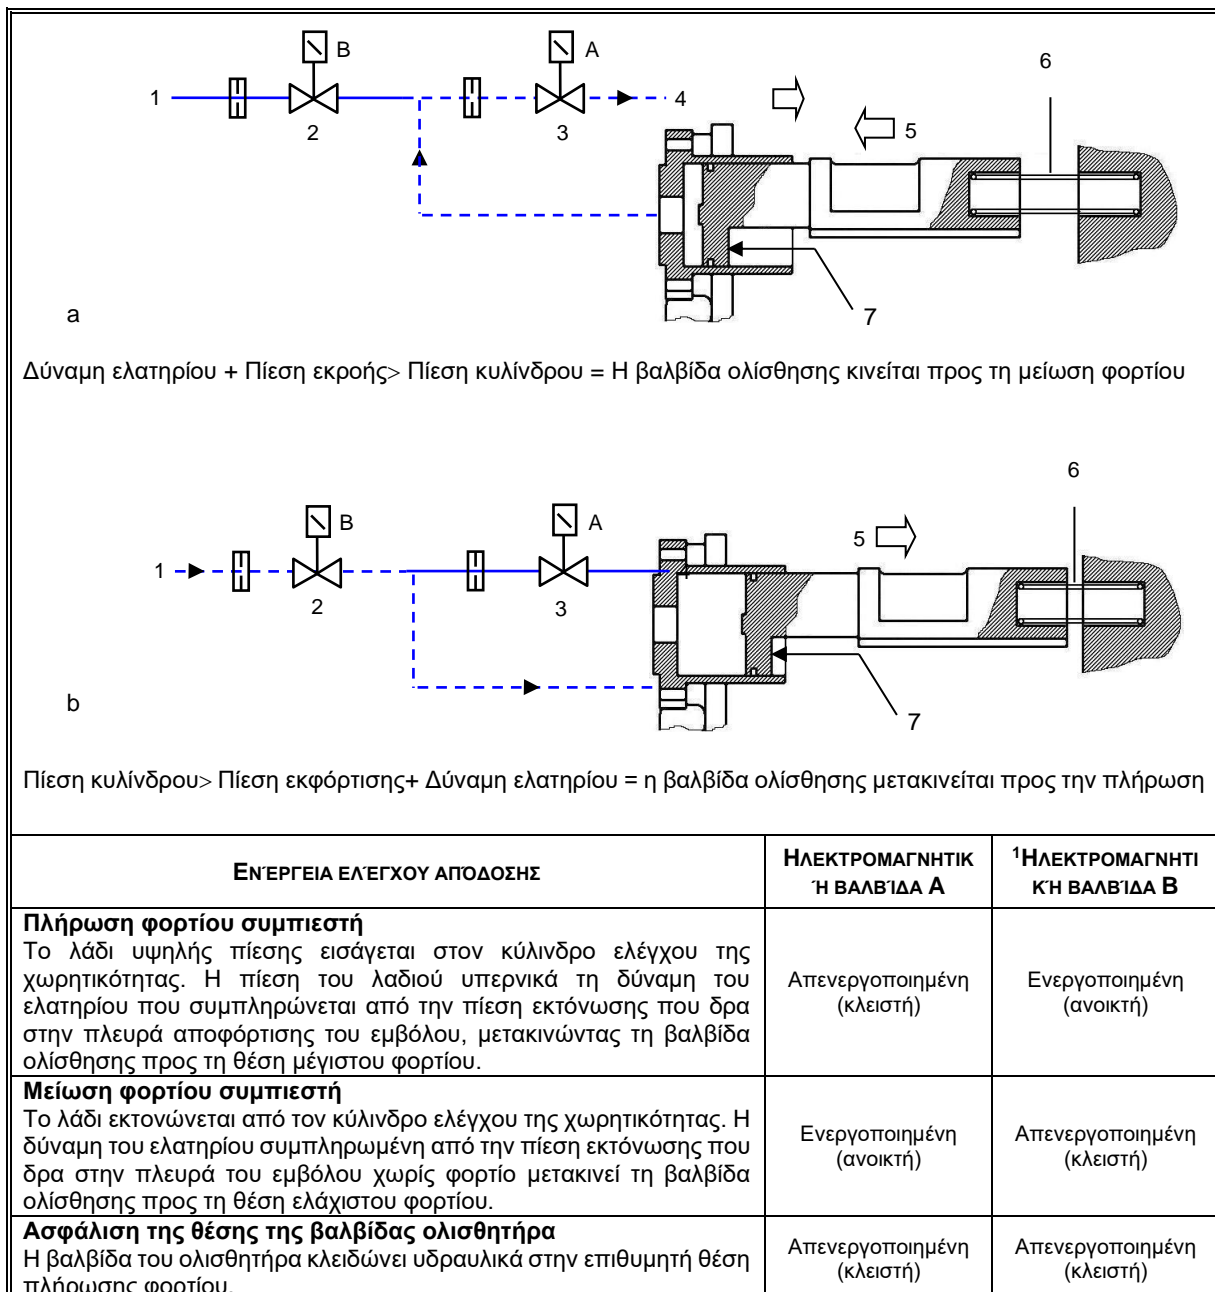 B
A
6
1
4
5
2
3
a
7
Δύναμη ελατηρίου + Πίεση εκροής> Πίεση κυλίνδρου = Η βαλβίδα ολίσθησης κινείται προς τη μείωση φορτίου
6
B
A
5
1
2
3
b
7
Πίεση κυλίνδρου> Πίεση εκφόρτισης+ Δύναμη ελατηρίου = η βαλβίδα ολίσθησης μετακινείται προς την πλήρωση
ΕΝΈΡΓΕΙΑ ΕΛΈΓΧΟΥ ΑΠΌΔΟΣΗΣ
ΗΛΕΚΤΡΟΜΑΓΝΗΤΙΚ
Ή ΒΑΛΒΊΔΑ A
¹ΗΛΕΚΤΡΟΜΑΓΝΗΤΙ
ΚΉ ΒΑΛΒΊΔΑ B
Πλήρωση φορτίου συμπιεστή
Το λάδι υψηλής πίεσης εισάγεται στον κύλινδρο ελέγχου της
χωρητικότητας. Η πίεση του λαδιού υπερνικά τη δύναμη του
ελατηρίου που συμπληρώνεται από την πίεση εκτόνωσης που δρα
στην πλευρά αποφόρτισης του εμβόλου, μετακινώντας τη βαλβίδα
ολίσθησης προς τη θέση μέγιστου φορτίου.
Απενεργοποιημένη
(κλειστή)
Ενεργοποιημένη
(ανοικτή)
Μείωση φορτίου συμπιεστή
Το λάδι εκτονώνεται από τον κύλινδρο ελέγχου της χωρητικότητας. Η
δύναμη του ελατηρίου συμπληρωμένη από την πίεση εκτόνωσης που
δρα στην πλευρά του εμβόλου χωρίς φορτίο μετακινεί τη βαλβίδα
ολίσθησης προς τη θέση ελάχιστου φορτίου.
Ενεργοποιημένη
(ανοικτή)
Απενεργοποιημένη
(κλειστή)
Ασφάλιση της θέσης της βαλβίδας ολισθητήρα
Η βαλβίδα του ολισθητήρα κλειδώνει υδραυλικά στην επιθυμητή θέση
πλήρωσης φορτίου.
Απενεργοποιημένη
(κλειστή)
Απενεργοποιημένη
(κλειστή)